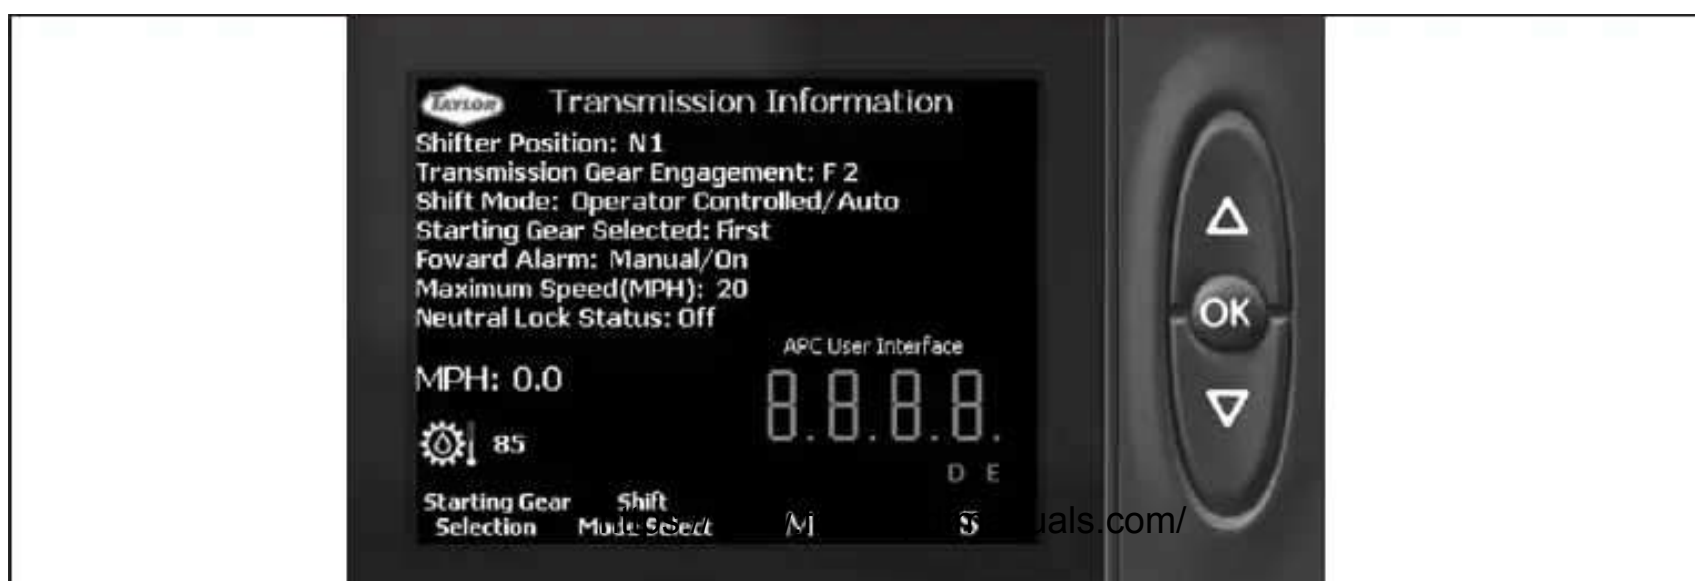 TAYLOR
Transmission Information
Shifter Position: N1
Transmission Gear Engagement: F 2
Shift Mode: Operator Controlled/Auto
Starting Gear Selected: First
Foward Alarm: Manual/On
Maximum Speed(MPH): 20
Neutral Lock Status: Off
APC User Interface
MPH: 0.0
8.8.8.8.
85
D E
Starting Gear Selection
Shift Mode Select
M
S
uals.com/
OK